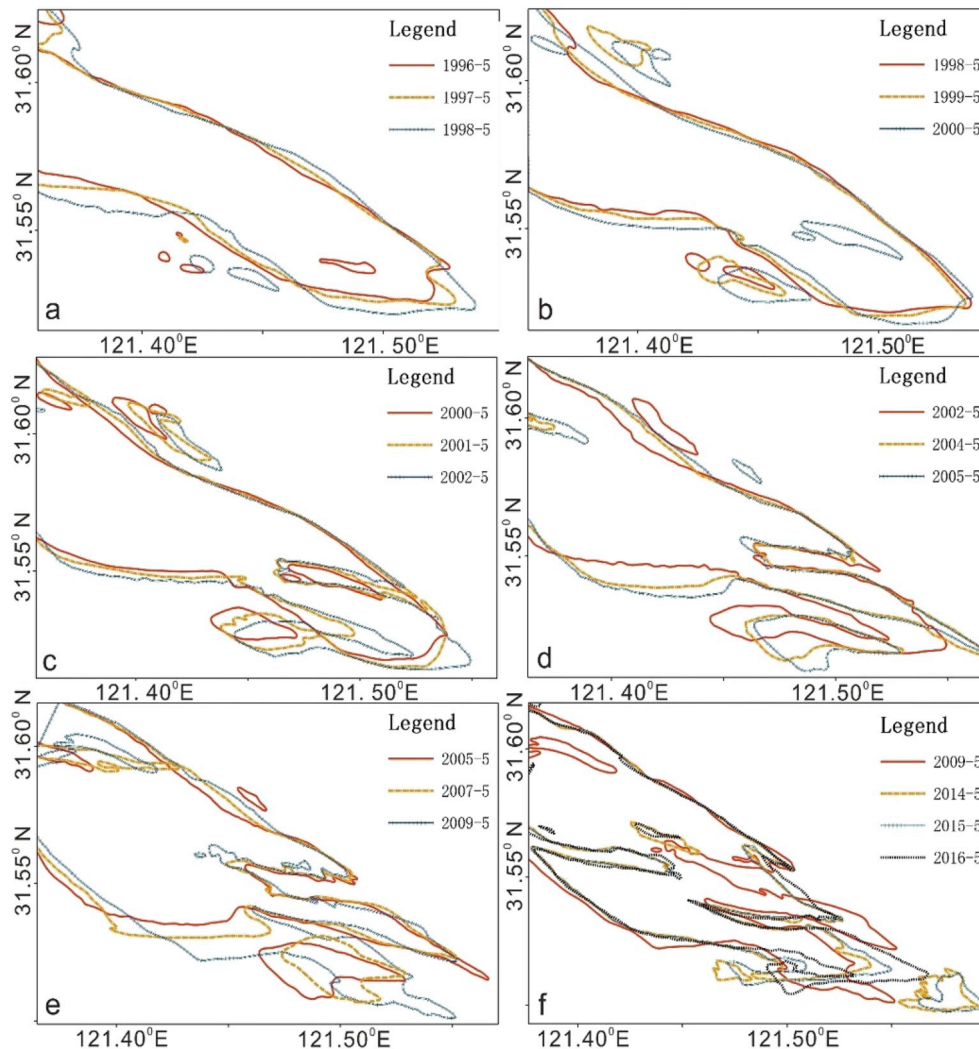 Legend
1996-5
1997-5
1998-5
31.60° N
31.55° N
a
121.40°E
121.50°E
Legend
1998-5
1999-5
2000-5
31.60° N
31.55° N
b
121.40°E
121.50°E
Legend
2000-5
2001-5
2002-5
31.60° N
31.55° N
c
121.40°E
121.50°E
Legend
2002-5
2004-5
2005-5
31.60° N
31.55° N
d
121.40°E
121.50°E
Legend
2005-5
2007-5
2009-5
31.60° N
31.55° N
e
121.40°E
121.50°E
Legend
2009-5
2014-5
2015-5
2016-5
31.60° N
31.55° N
f
121.40°E
121.50°E